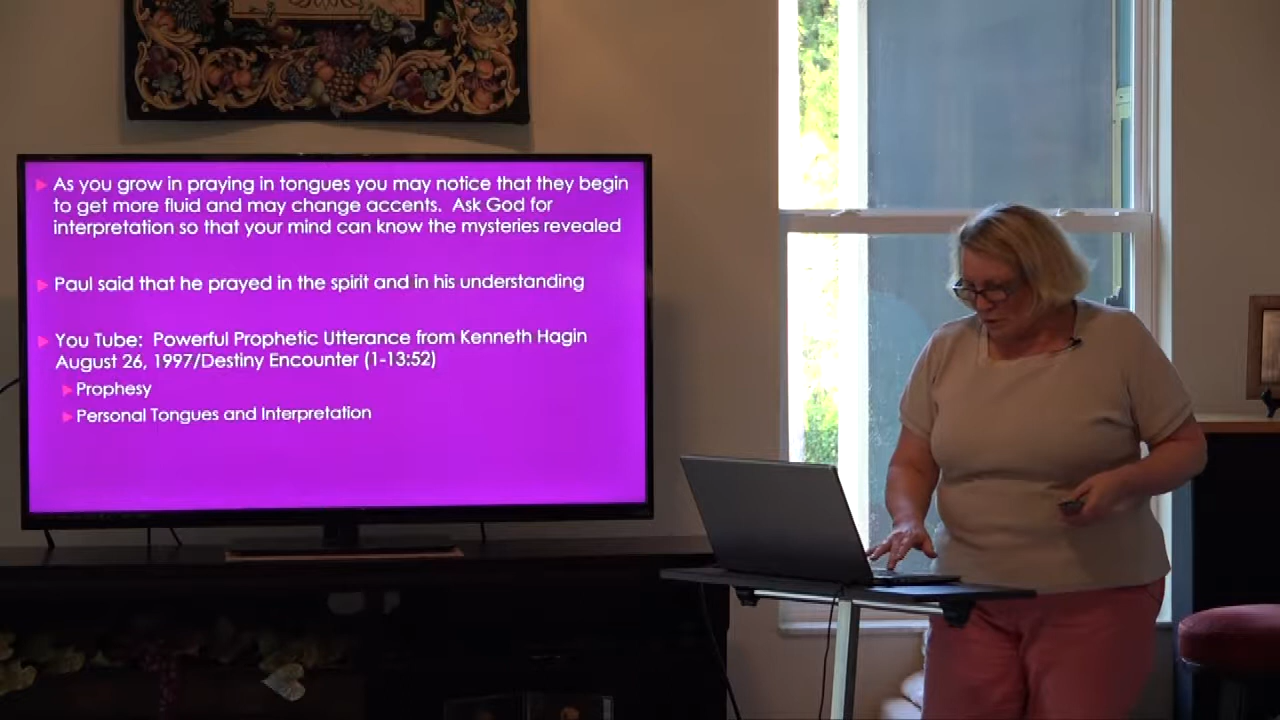 As you grow in praying in tongues you may notice that they begin
to get more fluid and may change accents. Ask God for
interpretation so that your mind can know the mysteries revealed
Paul said that he prayed in the spirit and in his understanding
You Tube: Powerful Prophetic Utterance from Kenneth Hagin
August 26, 1997/Destiny Encounter (1-13:52)
Prophesy
Personal Tongues and Interpretation